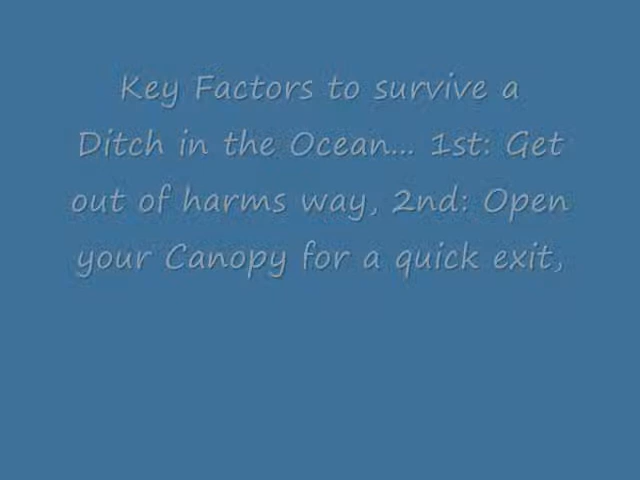 Key Factors to survive a
Ditch in the Ocean... 1st: Get
out of harms way, 2nd: Open
your Canopy for a quick exit,